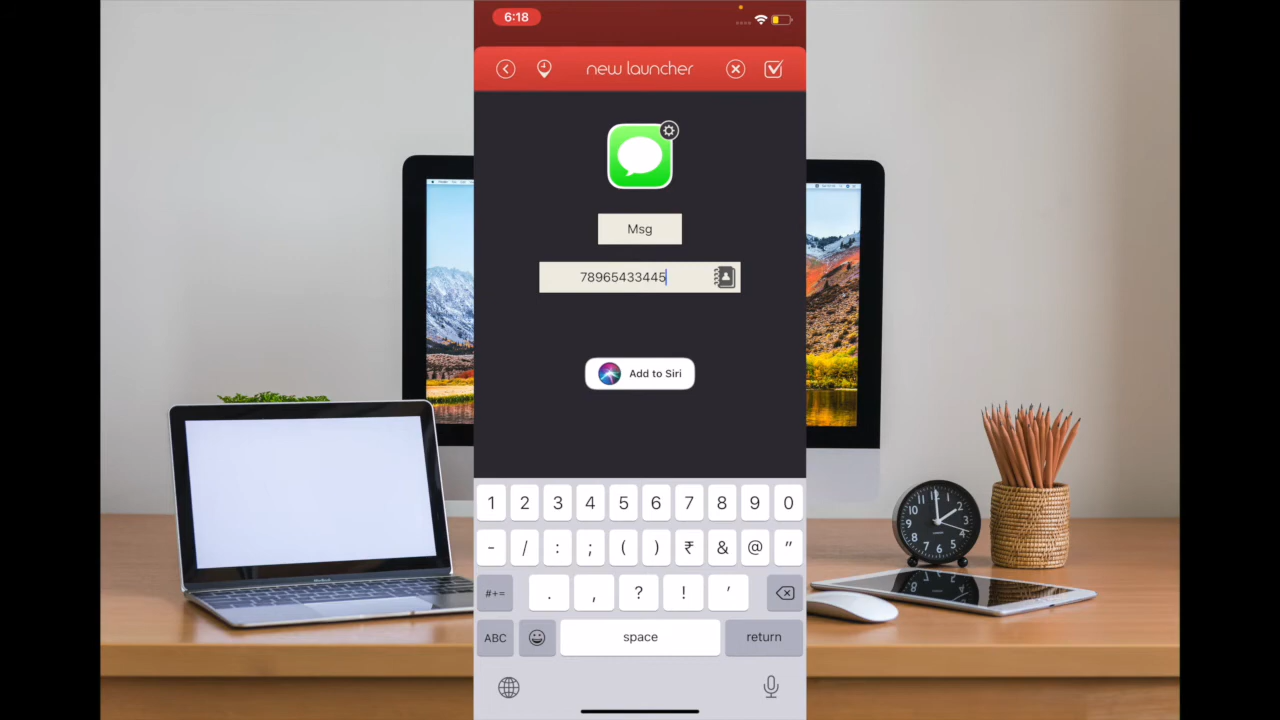 6:18
new launcher
Msg
78965433445
Add to Siri
1 2 3 4 5 6 7 8 9 0
- / : ; ( ) ₹ & @ "
#+= . , ? ! '
ABC space return